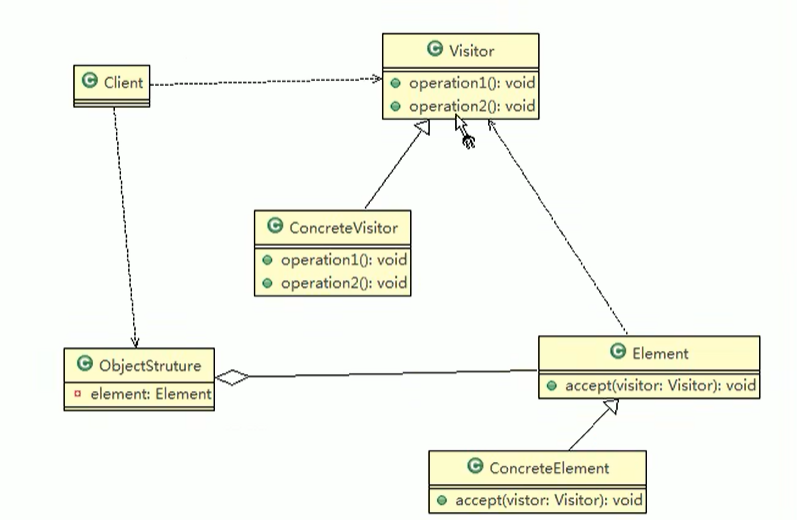 Client
Visitor
operation1(): void
operation2(): void
ConcreteVisitor
operation1(): void
operation2(): void
ObjectStruture
element: Element
Element
accept(visitor: Visitor): void
ConcreteElement
accept(vistor: Visitor): void